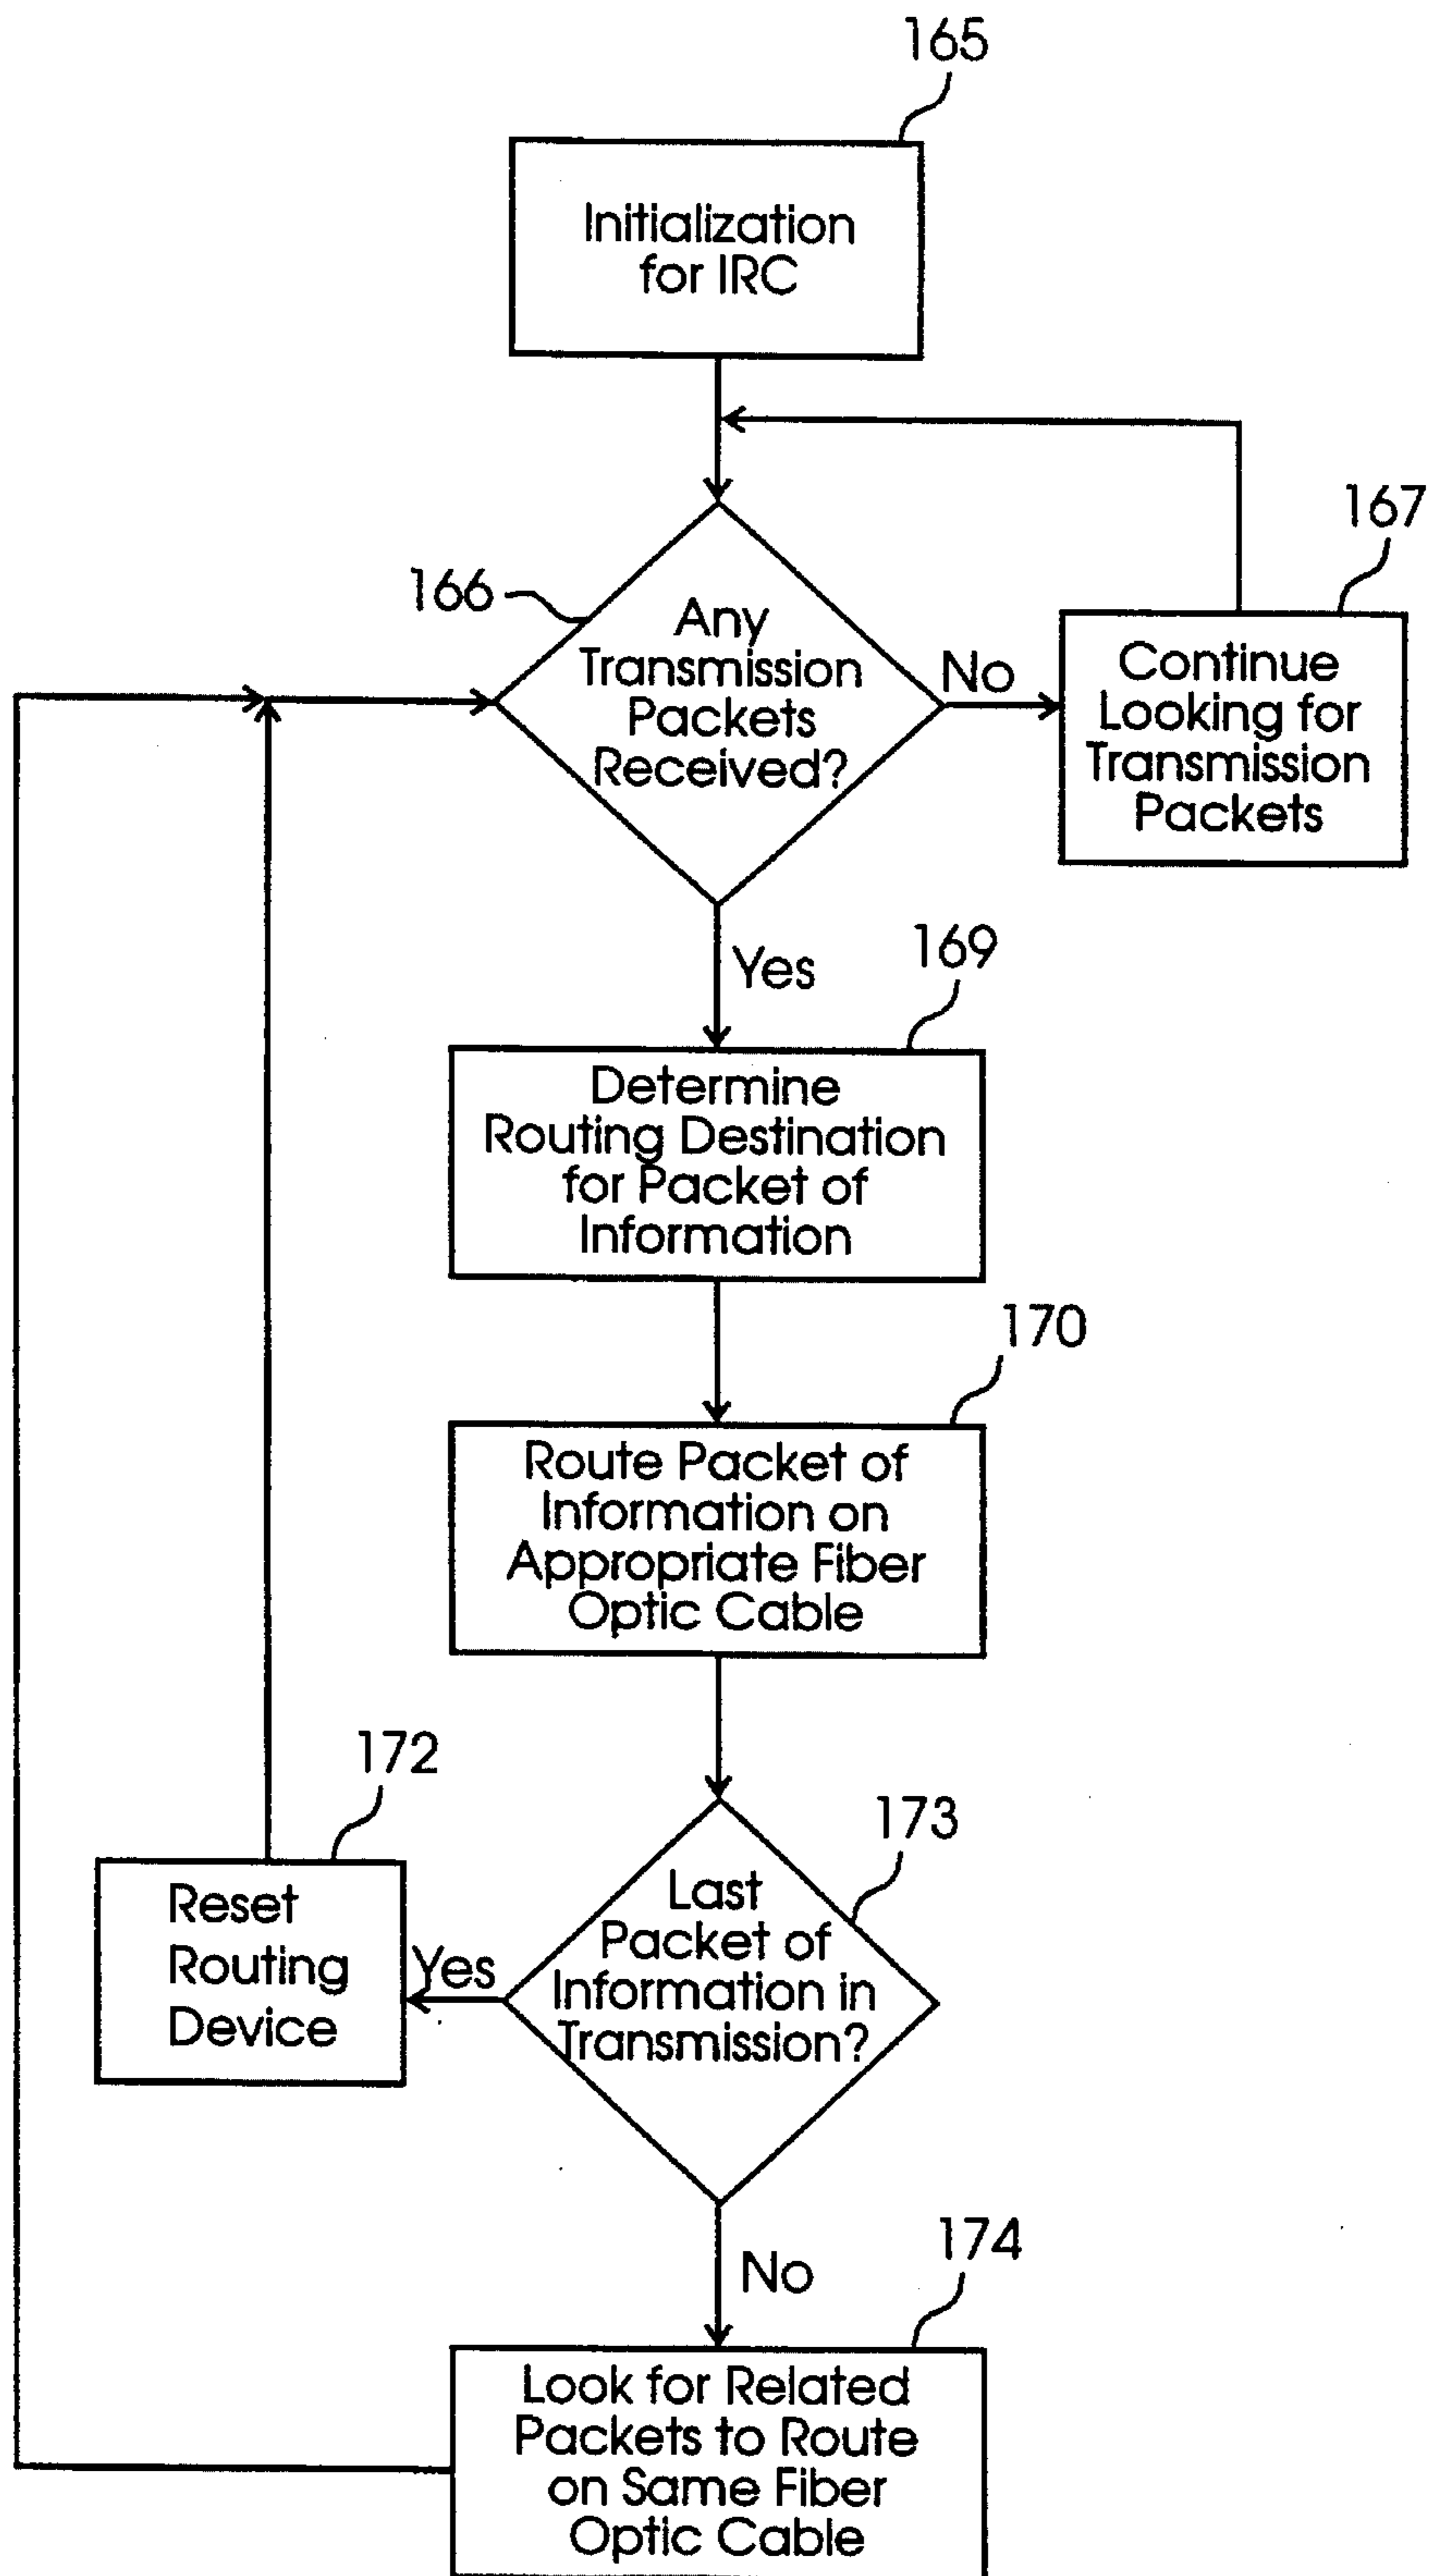 165
Initialization
for IRC
167
166
Any
Transmission
Packets
Received?
No
Continue
Looking for
Transmission
Packets
Yes
169
Determine
Routing Destination
for Packet of
Information
170
Route Packet of
Information on
Appropriate Fiber
Optic Cable
172
173
Reset
Routing
Device
Yes
Last
Packet of
Information in
Transmission?
No
174
Look for Related
Packets to Route
on Same Fiber
Optic Cable